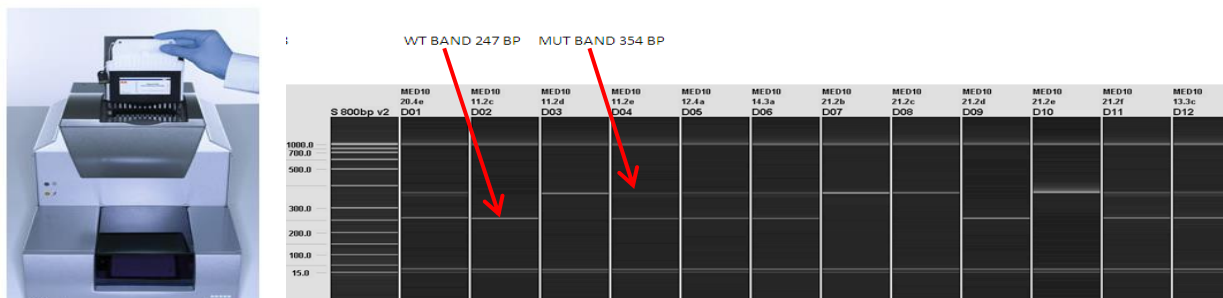 WT BAND 247 BP MUT BAND 354 BP
MED10 MED10 MED10 MED10 MED10 MED10 MED10 MED10 MED10 MED10 MED10 MED10
20.4e 11.2c 11.2d 11.2e 12.4a 14.3a 21.2b 21.2c 21.2d 21.2e 21.2f 13.3c
S 800bp v2 D01 D02 D03 D04 D05 D06 D07 D08 D09 D10 D11 D12
1000.0
700.0
500.0
300.0
200.0
100.0
15.0